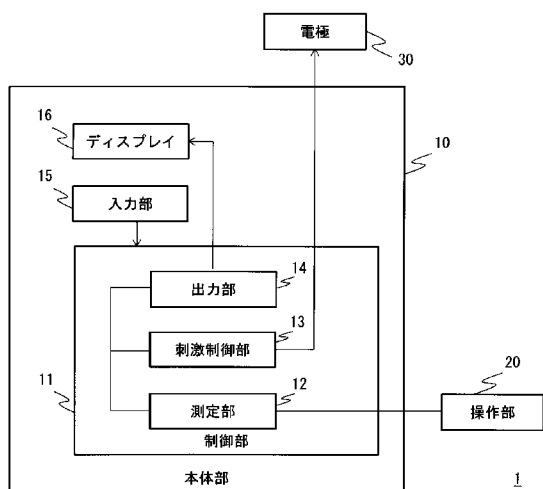 電極
30
16
ディスプレイ
10
15
入力部
14
出力部
13
刺激制御部
11
12
測定部
20
操作部
制御部
本体部
1